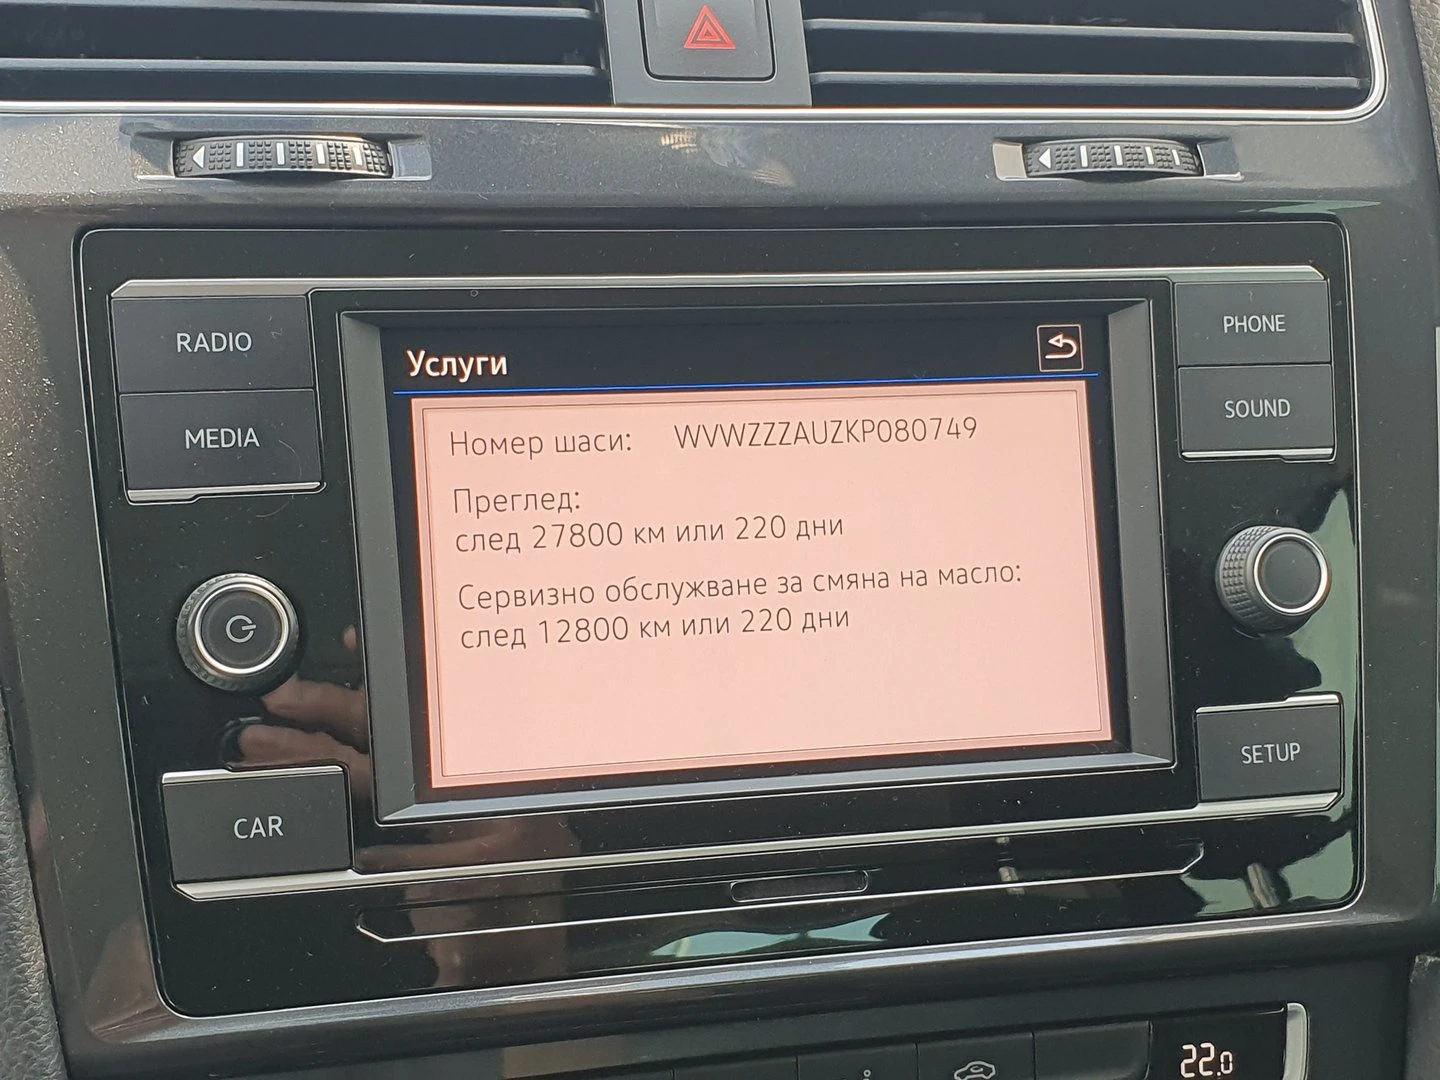 RADIO
MEDIA
CAR
PHONE
SOUND
SETUP
Услуги
Номер шаси: WVWZZZAUZKP080749
Преглед:
след 27800 км или 220 дни
Сервизно обслужване за смяна на масло:
след 12800 км или 220 дни
22.0